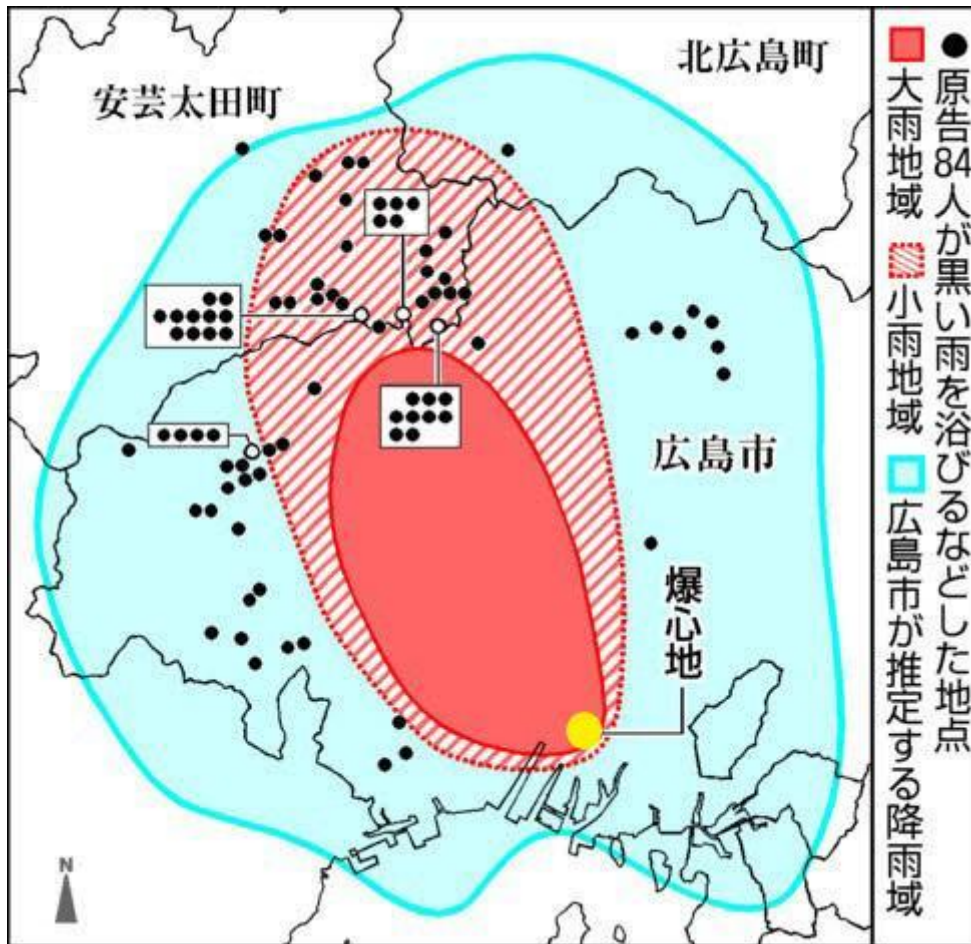 ●原告84人が黒い雨を浴びるなどした地点
大雨地域 小雨地域 広島市が推定する降雨域
北広島町
安芸太田町
広島市
爆心地
N